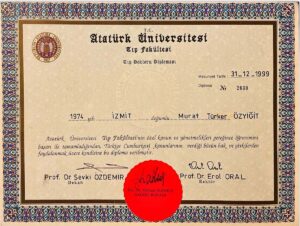 T.C.
Atatürk Üniversitesi
Tıp Fakültesi
Tıp Doktoru Diploması
Mezuniyet Tarihi 31_12_1999
Diploma No 2630
1974 yılı İZMİT doğumlu Murat Türker ÖZYİĞİT
Atatürk Üniversitesi Tıp Fakültesi'nin özel kanun ve yönetmelikleri gereğince öğrenimini
başarı ile tamamladığından, Türkiye Cumhuriyeti kanunlarının verdiği bütün hak ve yetkilerden
faydalanmak üzere kendisine bu diploma verilmiştir.
Prof. Dr. Şevki ÖZDEMİR
Dekan
Prof. Dr. Erol ORAL
Rektör